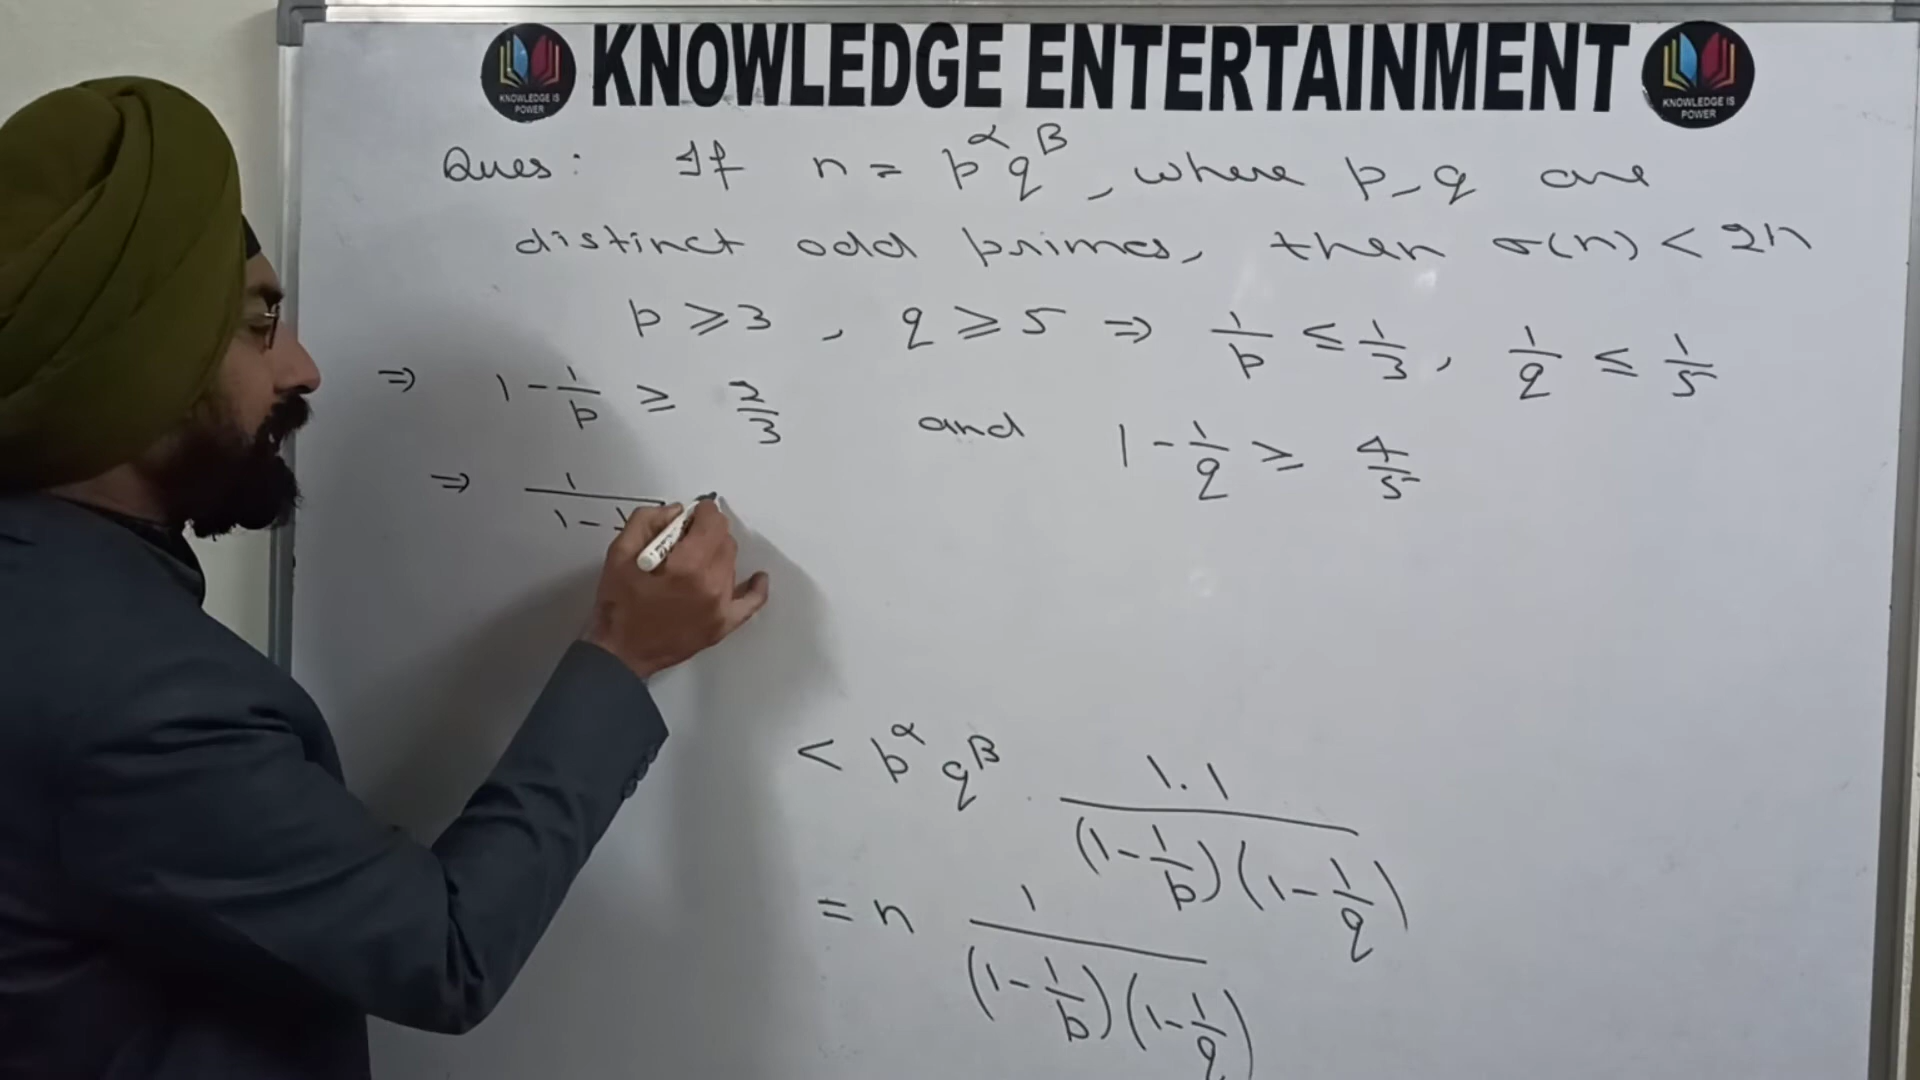 KNOWLEDGE IS POWER KNOWLEDGE ENTERTAINMENT KNOWLEDGE IS POWER
Ques: If n = p^α q^β, where p, q are
distinct odd primes, then σ(n) < 2n
p ≥ 3, q ≥ 5 ⇒ 1/p ≤ 1/3, 1/q ≤ 1/5
⇒ 1 - 1/p ≥ 2/3 and 1 - 1/q ≥ 4/5
⇒ 1/(1 - 1
< p^α q^β . 1.1/((1 - 1/p)(1 - 1/q))
= n 1/((1 - 1/p)(1 - 1/q))